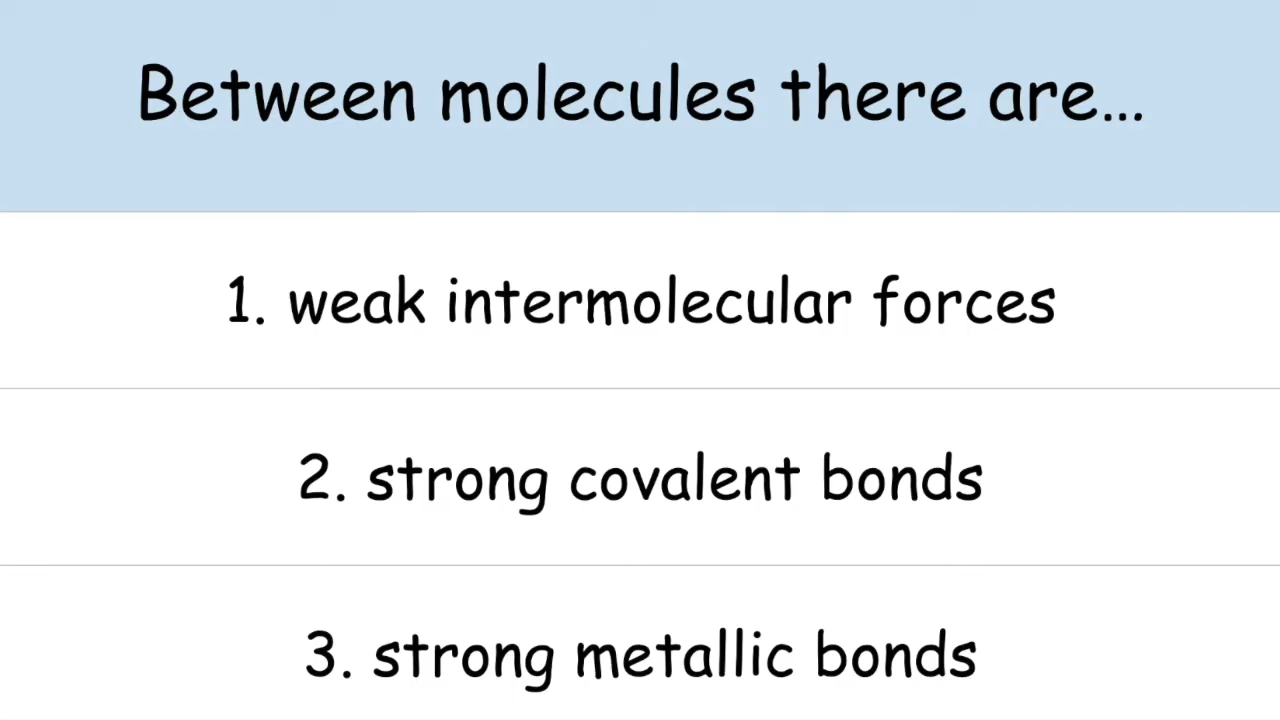 Between molecules there are...
1. weak intermolecular forces
2. strong covalent bonds
3. strong metallic bonds